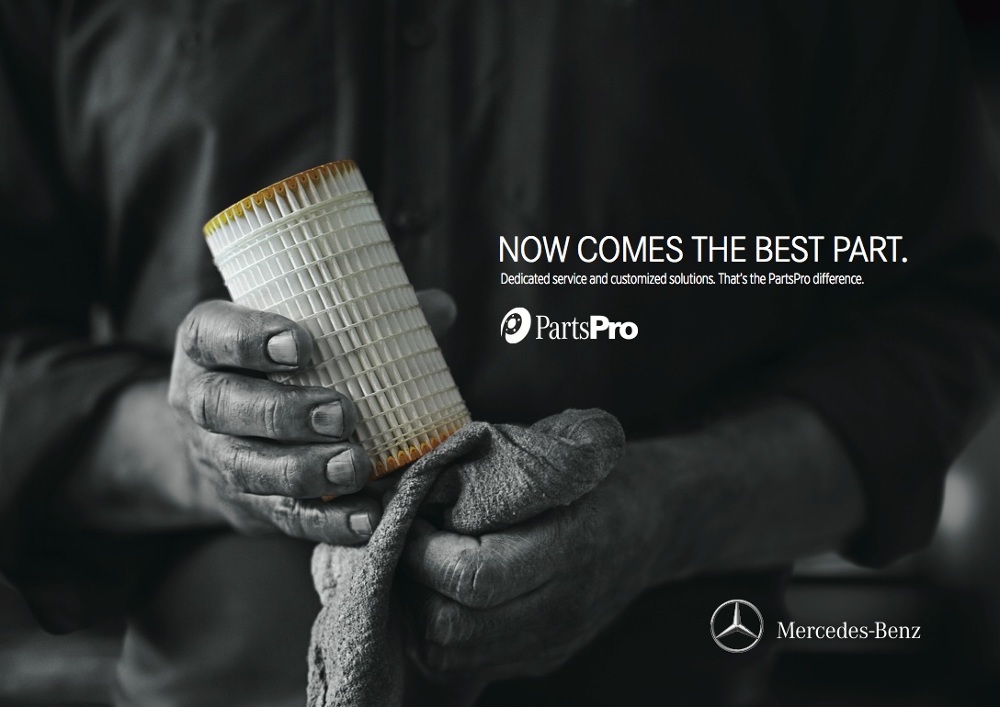 NOW COMES THE BEST PART.
Dedicated service and customized solutions. That's the PartsPro difference.
PartsPro
Mercedes-Benz